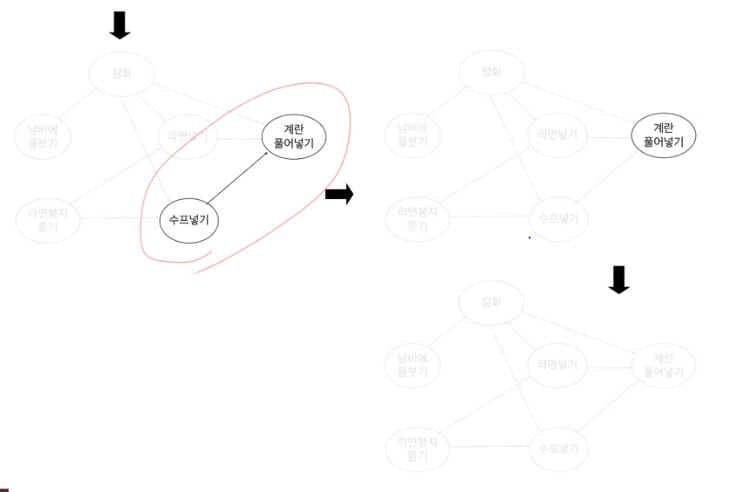 점화
남비에
물붓기
라면넣기
계란
풀어넣기
라면봉지
뜯기
수프넣기
점화
남비에
물붓기
라면넣기
계란
풀어넣기
라면봉지
뜯기
수프넣기
점화
남비에
물붓기
라면넣기
계란
풀어넣기
라면봉지
뜯기
수프넣기